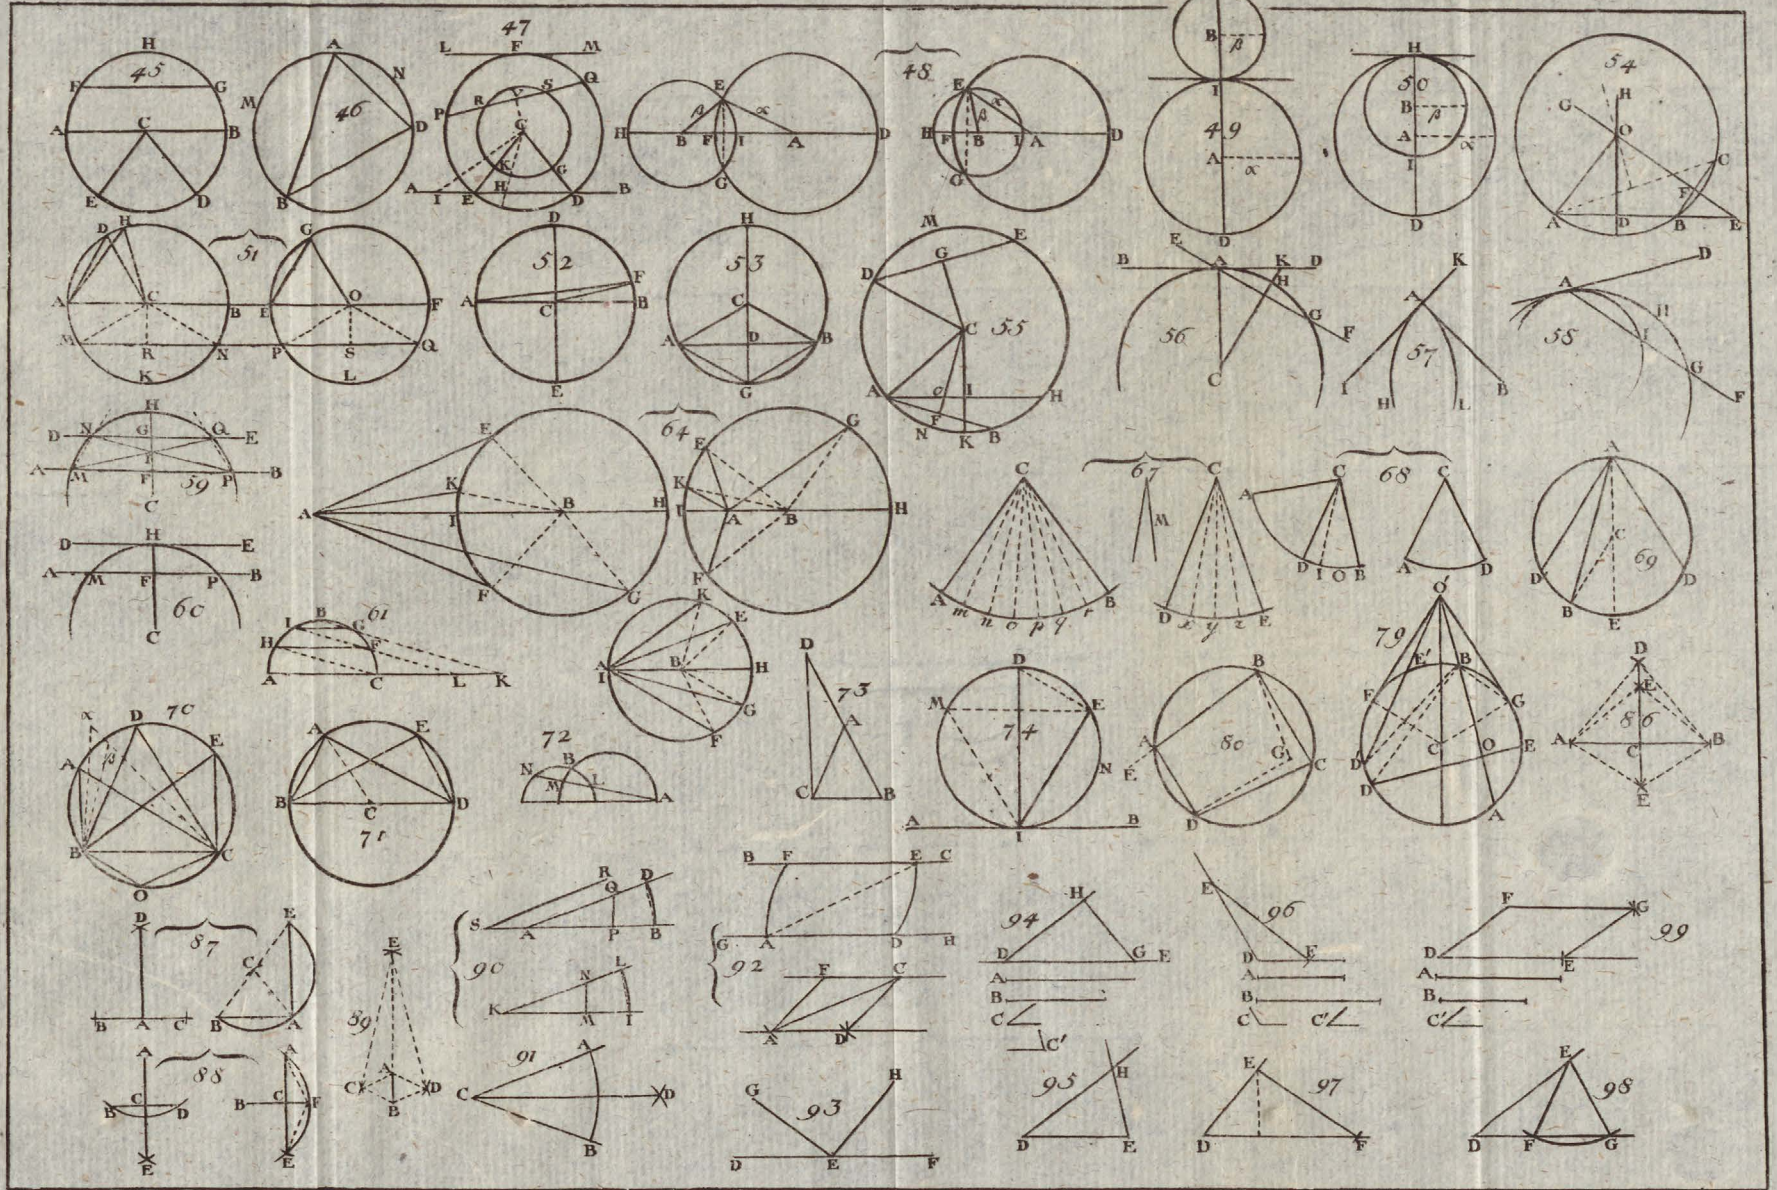 45
H
F G
A C B
E D
46
A
M N
D
B
47
L F M
S Q
P R V
C
K G
A I E H D B
48
E
β α
H B F I A D
G
E
α
β
H F B I A D
G
49
B β
I
A α
D
50
H
B β
A α
I
D
54
H
G
O
C
F
A D B E
51
D H
A C B
M R N
K
G
E O F
P S Q
L
52
D
F
A C B
E
53
H
C
A D B
G
55
M
G E
D
C
A O I H
F
N K B
56
E
B A K D
H
G
F
C
57
K
A
I B
H L
58
D
A H
I
G
F
59
H
D N G Q E
I
A M F P B
C
60
D H E
A M F P B
C
61
B
I G
H F
A C L K
64
E
K
A I B H
F
G
G
E
K
I A B H
F
K
E
A B H
I
G
F
67
C
A m n o p q r B
M
C
D x y z E
68
C
A
D I O B
C
A D
69
A
C
D D
B
E
70
α D
E
A β
B C
O
71
A E
B C D
72
N B
M L
A
73
D
A
C B
74
D
M E
N
A I B
80
B
A
E G C
D
79
O'
E' B
F G
C O E
D
D A
86
D
E
A C B
E
87
D
B A C
E
C
B A
88
A
C
B D
E
A
C
B F
E
89
E
A
C D
B
90
R D
Q
S A P B
N L
K M I
91
A
C D
B
92
B F E C
G A D H
F C
A D
93
G H
D E F
94
H
D G E
A
B
C
C'
95
H
D E
96
E
D E
A
B
C C'
97
E
D F
98
E
D F G
99
F G
D E
A
B
C'